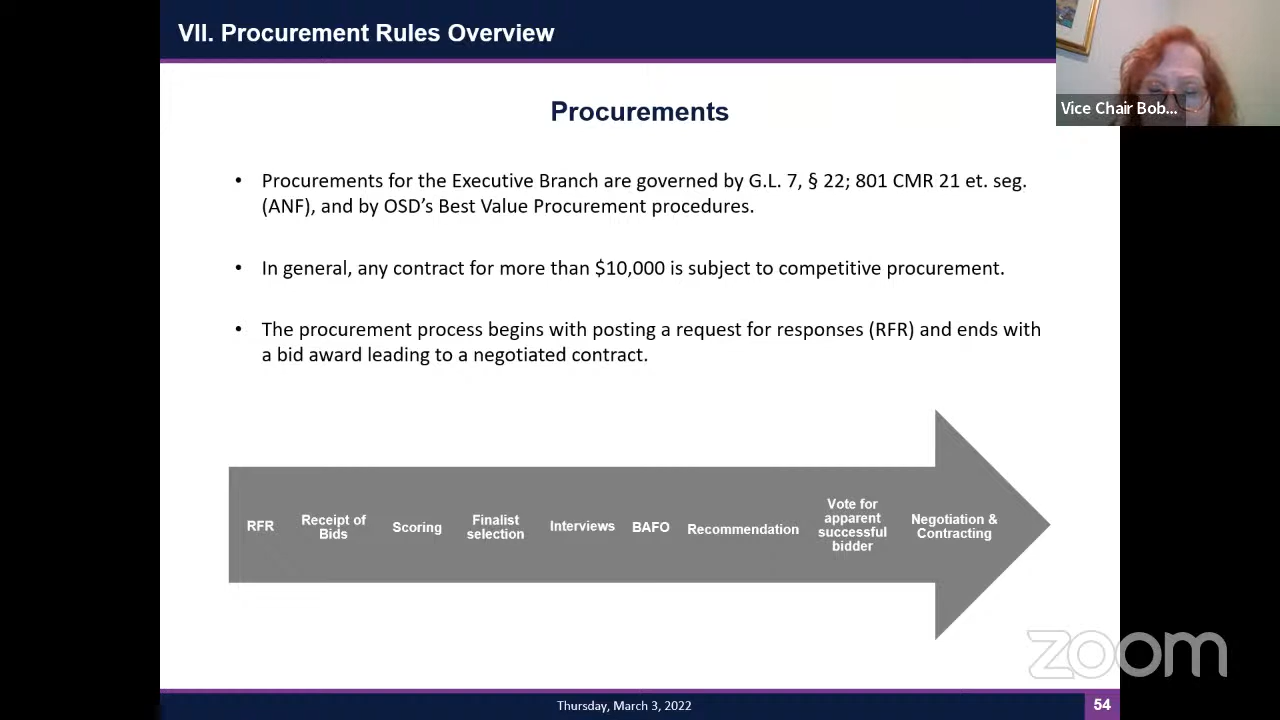 VII. Procurement Rules Overview
Vice Chair Bob...
Procurements
• Procurements for the Executive Branch are governed by G.L. 7, § 22; 801 CMR 21 et. seg.
(ANF), and by OSD’s Best Value Procurement procedures.
• In general, any contract for more than $10,000 is subject to competitive procurement.
• The procurement process begins with posting a request for responses (RFR) and ends with
a bid award leading to a negotiated contract.
RFR
Receipt of
Bids
Scoring
Finalist
selection
Interviews
BAFO
Recommendation
Vote for
apparent
successful
bidder
Negotiation &
Contracting
zoom
Thursday, March 3, 2022
54